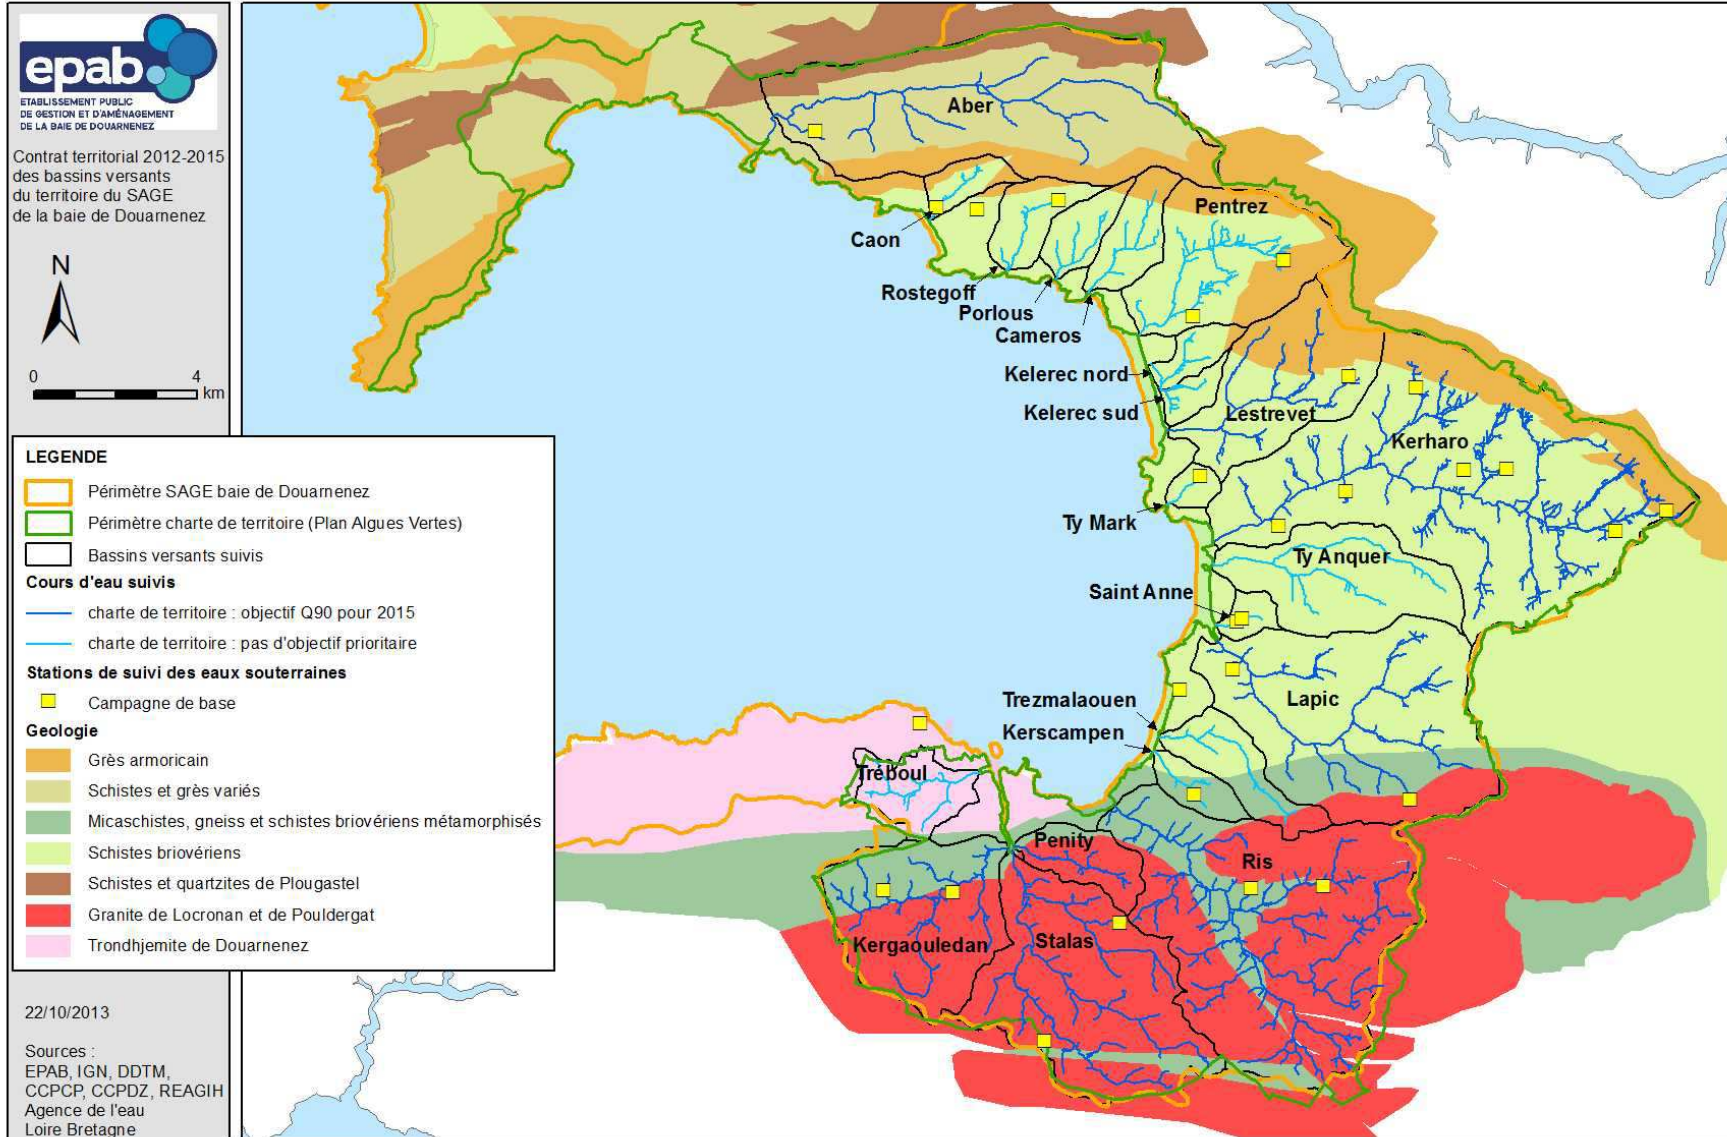 epab
ETABLISSEMENT PUBLIC
DE GESTION ET D'AMÉNAGEMENT
DE LA BAIE DE DOUARNENEZ
Contrat territorial 2012-2015
des bassins versants
du territoire du SAGE
de la baie de Douarnenez
N
0 4
km
LEGENDE
Périmètre SAGE baie de Douarnenez
Périmètre charte de territoire (Plan Algues Vertes)
Bassins versants suivis
Cours d'eau suivis
charte de territoire : objectif Q90 pour 2015
charte de territoire : pas d'objectif prioritaire
Stations de suivi des eaux souterraines
Campagne de base
Geologie
Grès armoricain
Schistes et grès variés
Micaschistes, gneiss et schistes briovériens métamorphisés
Schistes briovériens
Schistes et quartzites de Plougastel
Granite de Locronan et de Pouldergat
Trondhjemite de Douarnenez
22/10/2013
Sources :
EPAB, IGN, DDTM,
CCPCP, CCPDZ, REAGIH
Agence de l'eau
Loire Bretagne
Aber
Pentrez
Caon
Rostegoff
Porlous
Cameros
Kelerec nord
Kelerec sud
Lestrevet
Kerharo
Ty Mark
Ty Anquer
Saint Anne
Trezmalaouen
Lapic
Kerscampen
Tréboul
Penity
Ris
Kergaouledan
Stalas